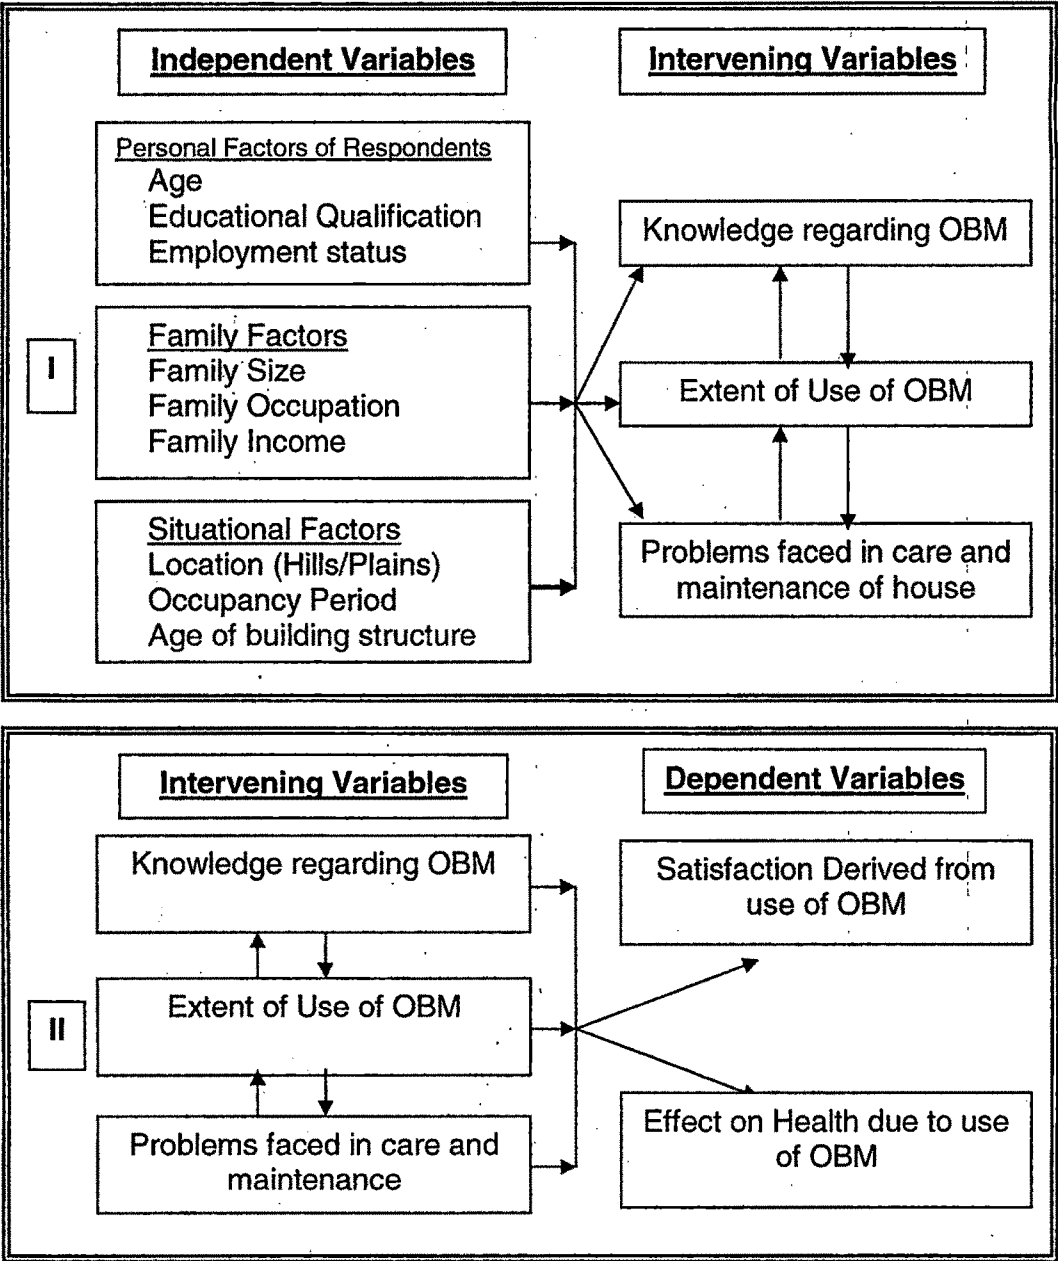 Independent Variables
Intervening Variables
Personal Factors of Respondents
Age
Educational Qualification
Employment status
Knowledge regarding OBM
I
Family Factors
Family Size
Family Occupation
Family Income
Extent of Use of OBM
Situational Factors
Location (Hills/Plains)
Occupancy Period
Age of building structure
Problems faced in care and
maintenance of house
Intervening Variables
Dependent Variables
Knowledge regarding OBM
Satisfaction Derived from
use of OBM
II
Extent of Use of OBM
Problems faced in care and
maintenance
Effect on Health due to use
of OBM